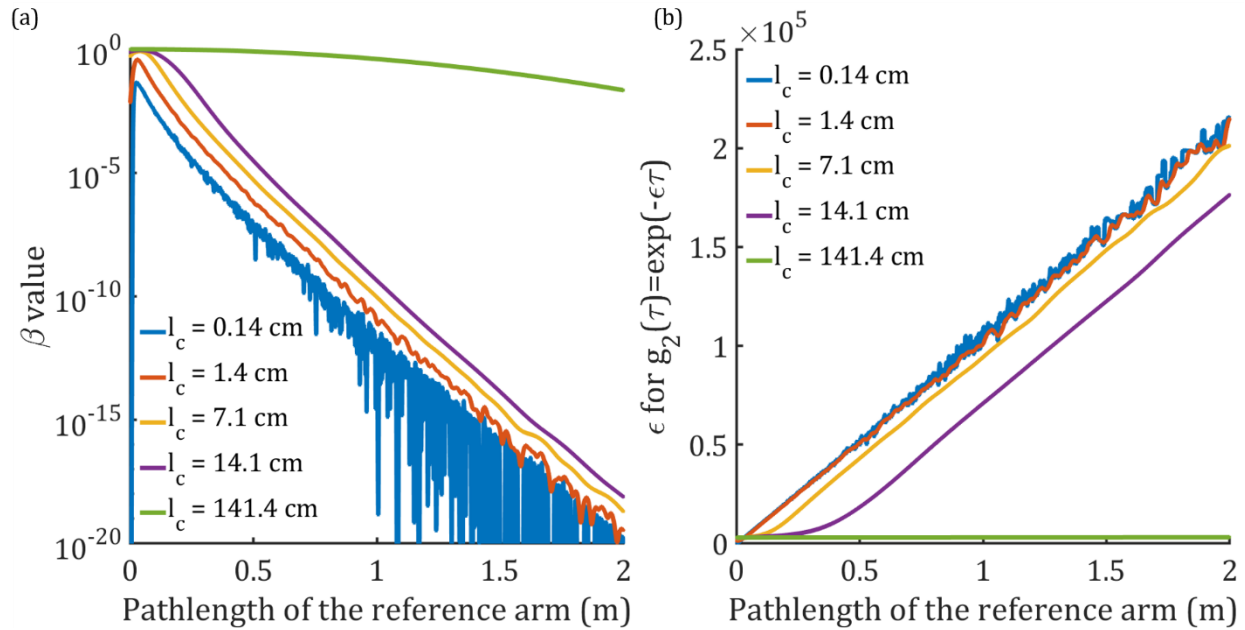 (a)
10^0
10^-5
10^-10
10^-15
10^-20
β value
l_c = 0.14 cm
l_c = 1.4 cm
l_c = 7.1 cm
l_c = 14.1 cm
l_c = 141.4 cm
0 0.5 1 1.5 2
Pathlength of the reference arm (m)
(b)
×10^5
2.5
2
1.5
1
0.5
0
ϵ for g_2(τ)=exp(-ϵτ)
l_c = 0.14 cm
l_c = 1.4 cm
l_c = 7.1 cm
l_c = 14.1 cm
l_c = 141.4 cm
0 0.5 1 1.5 2
Pathlength of the reference arm (m)